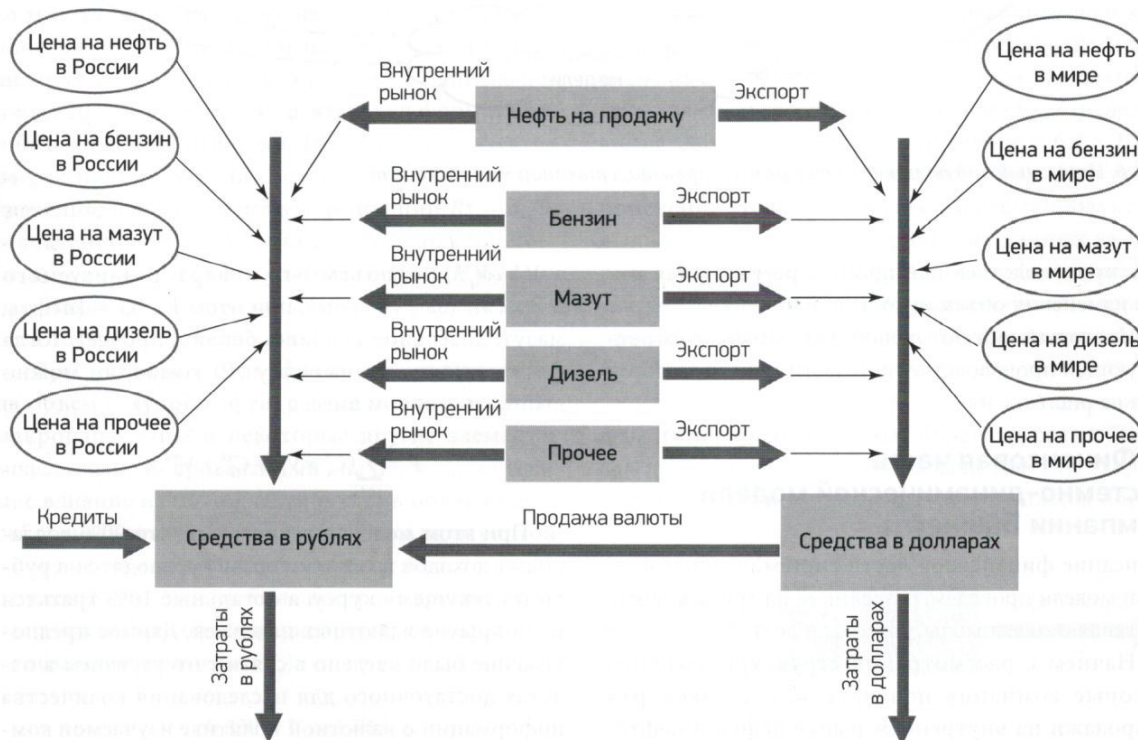 Цена на нефть
в России
Цена на бензин
в России
Цена на мазут
в России
Цена на дизель
в России
Цена на прочее
в России
Внутренний
рынок
Нефть на продажу
Экспорт
Внутренний
рынок
Бензин
Экспорт
Внутренний
рынок
Мазут
Экспорт
Внутренний
рынок
Дизель
Экспорт
Внутренний
рынок
Прочее
Экспорт
Цена на нефть
в мире
Цена на бензин
в мире
Цена на мазут
в мире
Цена на дизель
в мире
Цена на прочее
в мире
Кредиты
Средства в рублях
Продажа валюты
Средства в долларах
Затраты
в рублях
Затраты
в долларах